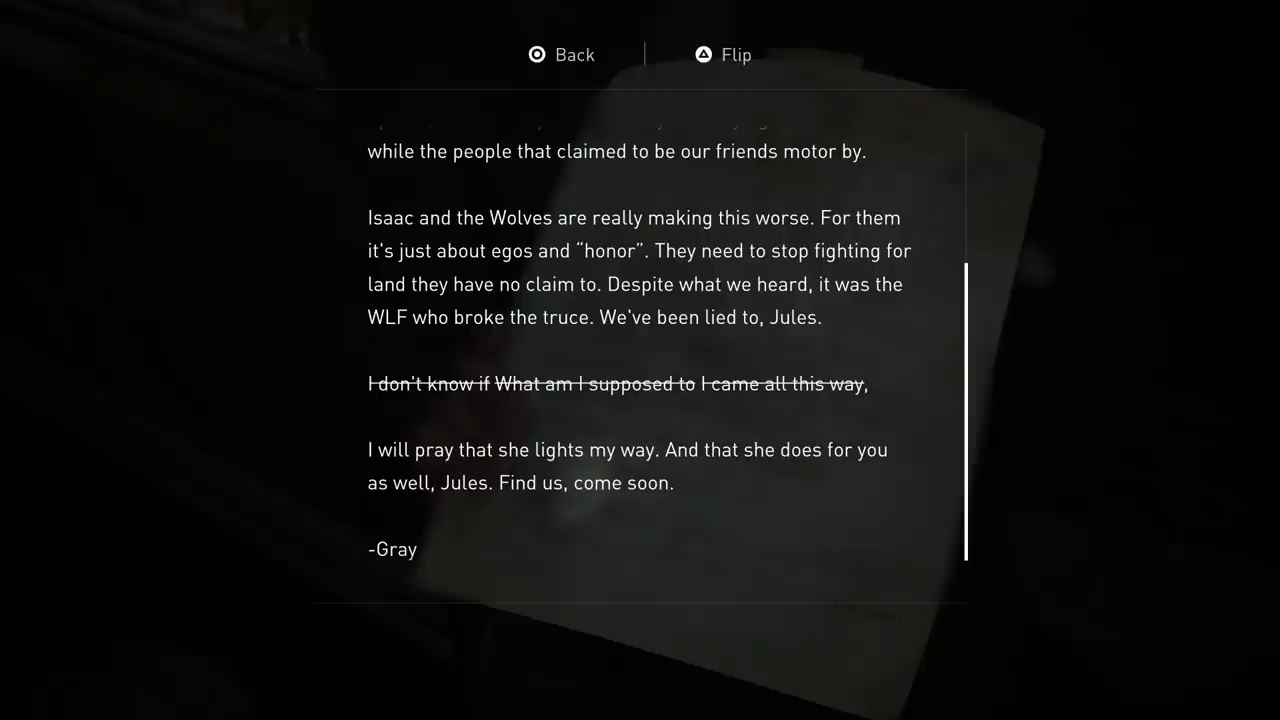 Back
Flip
while the people that claimed to be our friends motor by.
Isaac and the Wolves are really making this worse. For them
it's just about egos and “honor”. They need to stop fighting for
land they have no claim to. Despite what we heard, it was the
WLF who broke the truce. We've been lied to, Jules.
I don't know if What am I supposed to I came all this way,
I will pray that she lights my way. And that she does for you
as well, Jules. Find us, come soon.
-Gray